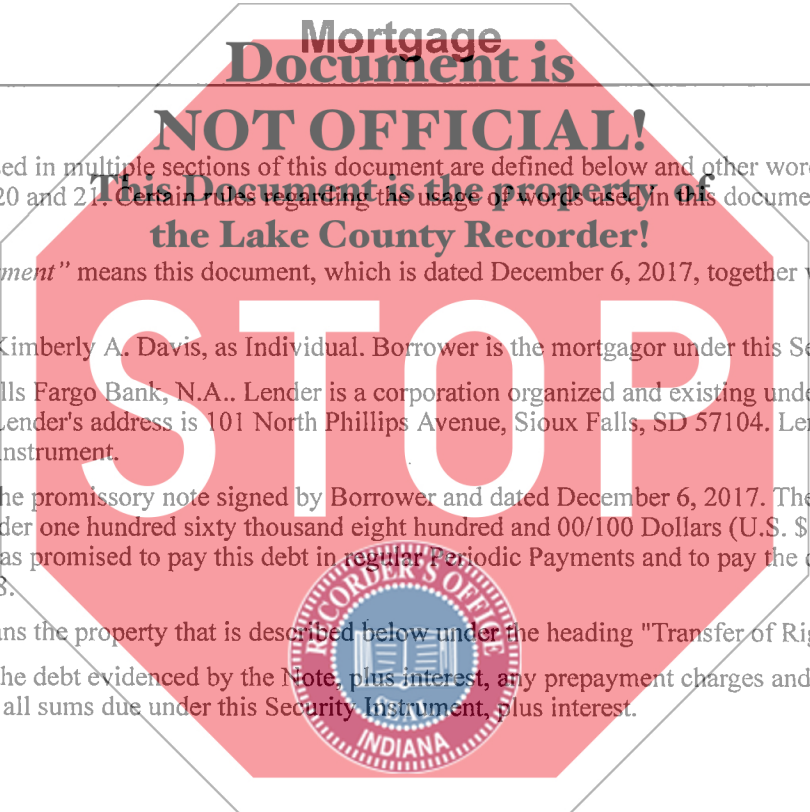 Mortgage
Document is
NOT OFFICIAL!
ed in multiple sections of this document are defined below and other wor
20 and 21. Certain rules regarding the usage of words used in this docume
This Document is the property of
the Lake County Recorder!
ment” means this document, which is dated December 6, 2017, together
STOP
Kimberly A. Davis, as Individual. Borrower is the mortgagor under this Se
lls Fargo Bank, N.A.. Lender is a corporation organized and existing unde
Lender's address is 101 North Phillips Avenue, Sioux Falls, SD 57104. Le
nstrument.
he promissory note signed by Borrower and dated December 6, 2017. The
der one hundred sixty thousand eight hundred and 00/100 Dollars (U.S. $
as promised to pay this debt in regular Periodic Payments and to pay the
8.
RECORDER'S OFFICE
ns the property that is described below under the heading "Transfer of Ri
he debt evidenced by the Note, plus interest, any prepayment charges and
all sums due under this Security Instrument, plus interest.
SEAL
INDIANA